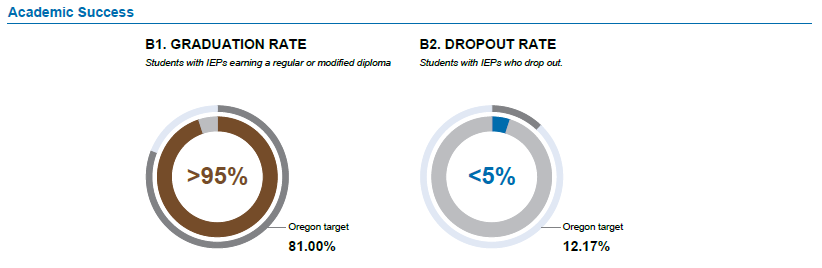 Academic Success
B1. GRADUATION RATE
Students with IEPs earning a regular or modified diploma
>95%
Oregon target
81.00%
B2. DROPOUT RATE
Students with IEPs who drop out.
<5%
Oregon target
12.17%